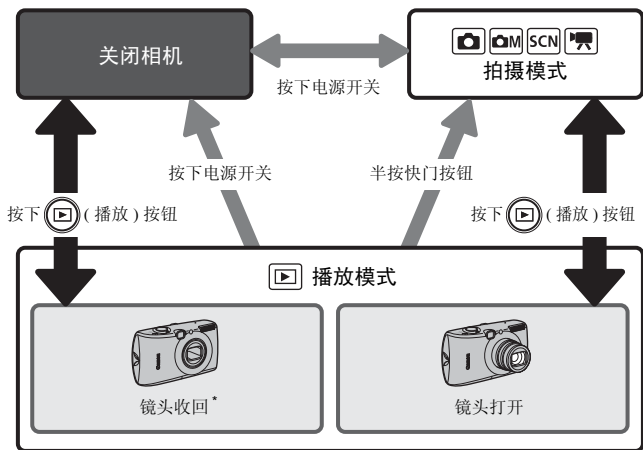 关闭相机
M SCN
拍摄模式
按下电源开关
按下电源开关
半按快门按钮
按下 (播放) 按钮
按下 (播放) 按钮
播放模式
镜头收回*
镜头打开